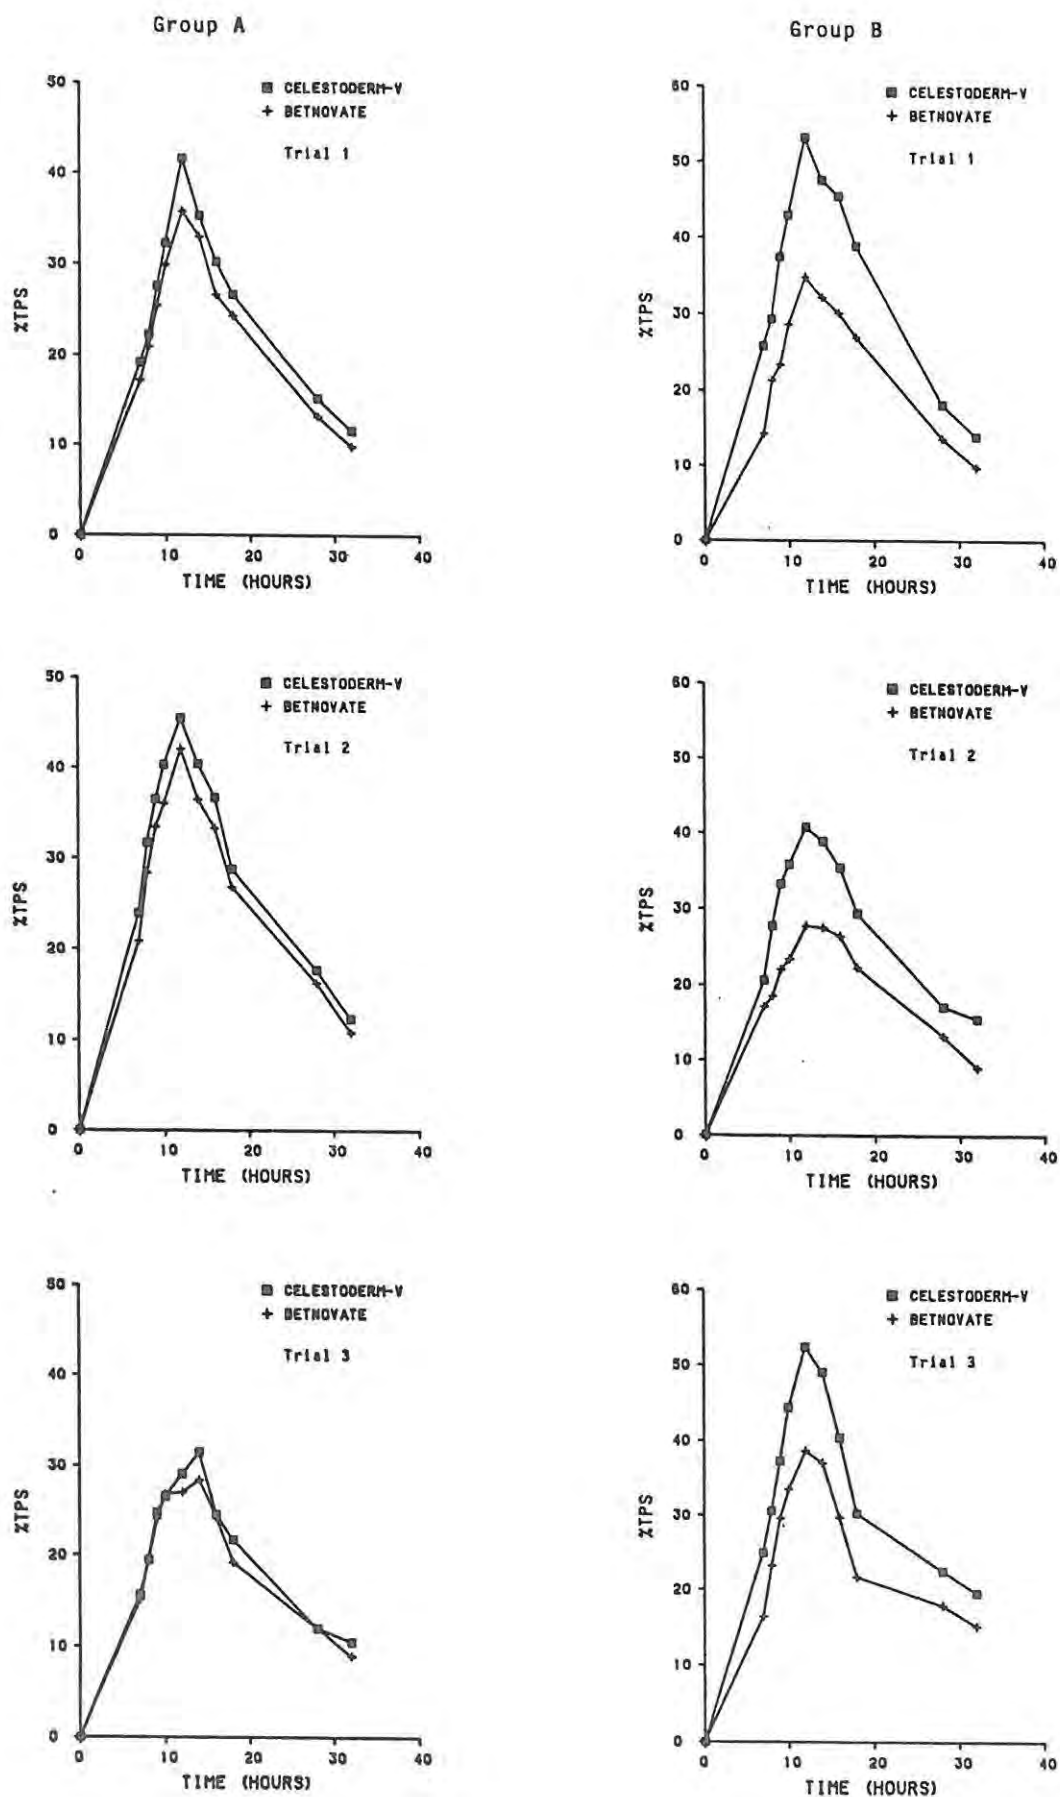 Group A
50
40
30
20
10
0
%TPS
■ CELESTODERM-V
+ BETNOVATE
Trial 1
0 10 20 30 40
TIME (HOURS)
Group B
60
50
40
30
20
10
0
%TPS
■ CELESTODERM-V
+ BETNOVATE
Trial 1
0 10 20 30 40
TIME (HOURS)
50
40
30
20
10
0
%TPS
■ CELESTODERM-V
+ BETNOVATE
Trial 2
0 10 20 30 40
TIME (HOURS)
60
50
40
30
20
10
0
%TPS
■ CELESTODERM-V
+ BETNOVATE
Trial 2
0 10 20 30 40
TIME (HOURS)
50
40
30
20
10
0
%TPS
■ CELESTODERM-V
+ BETNOVATE
Trial 3
0 10 20 30 40
TIME (HOURS)
60
50
40
30
20
10
0
%TPS
■ CELESTODERM-V
+ BETNOVATE
Trial 3
0 10 20 30 40
TIME (HOURS)